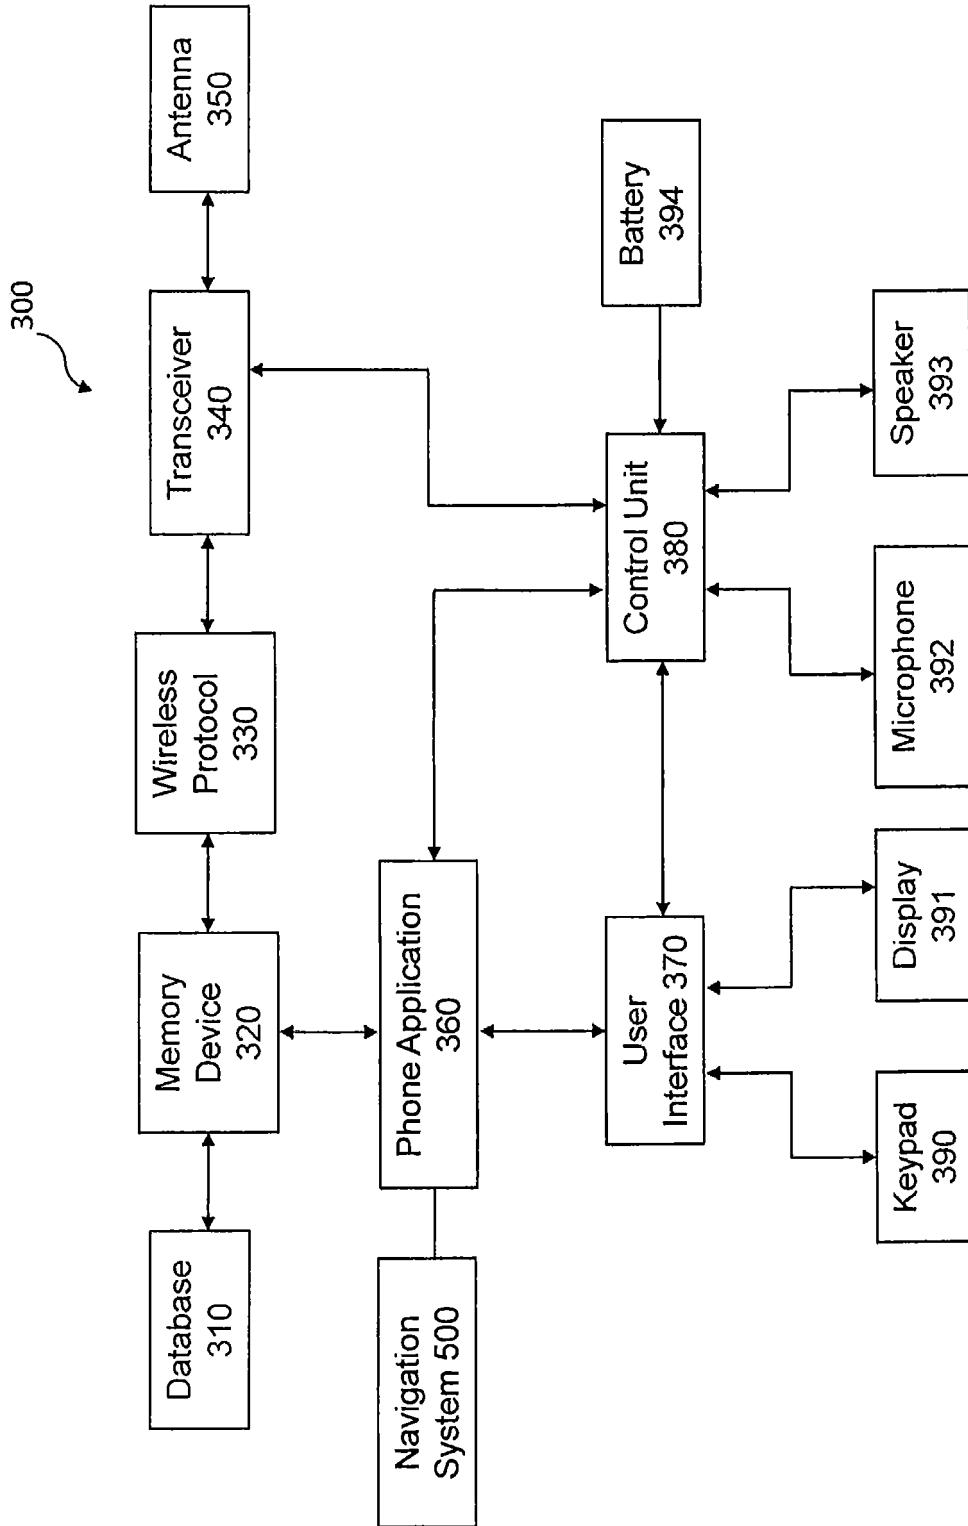 300
Database
310
Memory
Device
320
Wireless
Protocol
330
Transceiver
340
Antenna
350
Navigation
System 500
Phone Application
360
User
Interface 370
Control Unit
380
Battery
394
Keypad
390
Display
391
Microphone
392
Speaker
393